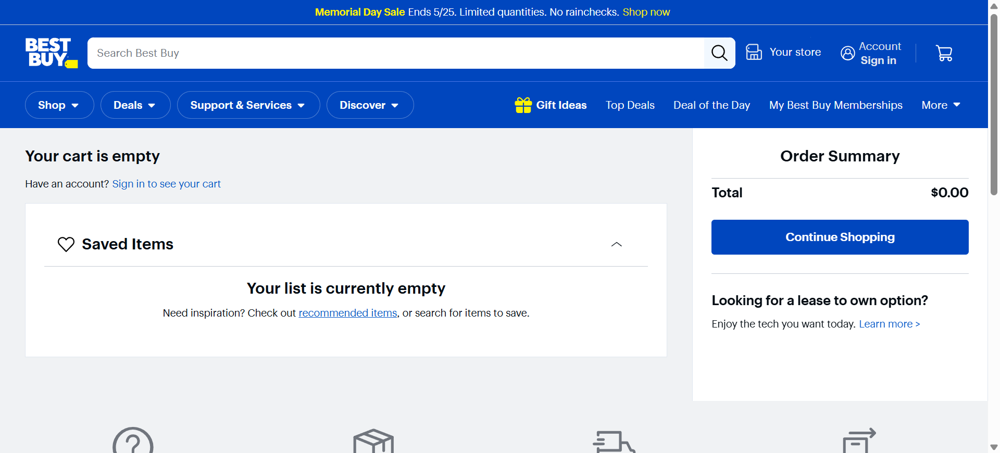 Memorial Day Sale Ends 5/25. Limited quantities. No rainchecks. Shop now
BEST
BUY
Search Best Buy
Your store
Account
Sign in
Shop
Deals
Support & Services
Discover
Gift Ideas
Top Deals
Deal of the Day
My Best Buy Memberships
More
Your cart is empty
Have an account? Sign in to see your cart
Saved Items
Your list is currently empty
Need inspiration? Check out recommended items, or search for items to save.
Order Summary
Total $0.00
Continue Shopping
Looking for a lease to own option?
Enjoy the tech you want today. Learn more >